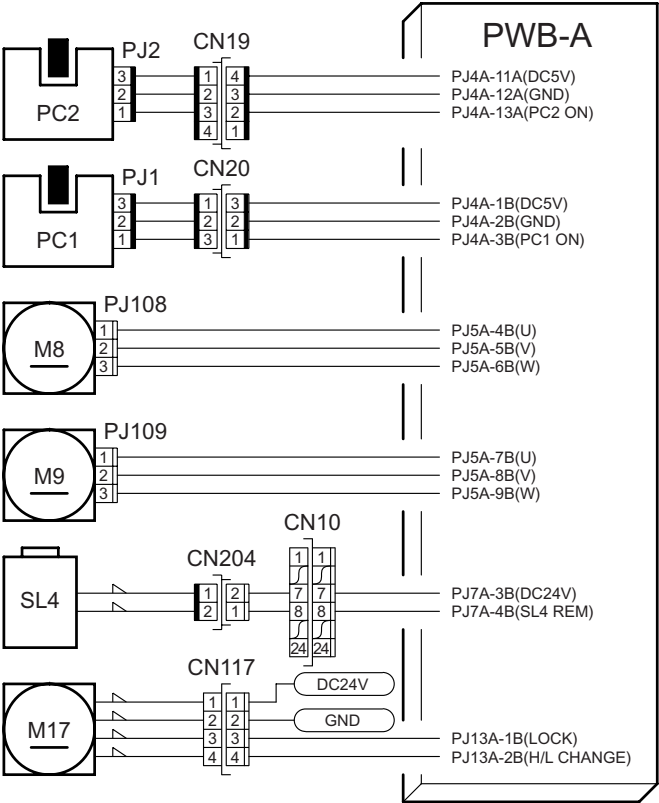 PWB-A
PJ2
CN19
PC2
3
2
1
1
2
3
4
4
3
2
1
PJ4A-11A(DC5V)
PJ4A-12A(GND)
PJ4A-13A(PC2 ON)
PJ1
CN20
PC1
3
2
1
1
2
3
3
2
1
PJ4A-1B(DC5V)
PJ4A-2B(GND)
PJ4A-3B(PC1 ON)
PJ108
M8
1
2
3
PJ5A-4B(U)
PJ5A-5B(V)
PJ5A-6B(W)
PJ109
M9
1
2
3
PJ5A-7B(U)
PJ5A-8B(V)
PJ5A-9B(W)
CN10
CN204
SL4
1
2
2
1
1
7
8
24
1
7
8
24
PJ7A-3B(DC24V)
PJ7A-4B(SL4 REM)
CN117
M17
1
2
3
4
1
2
3
4
DC24V
GND
PJ13A-1B(LOCK)
PJ13A-2B(H/L CHANGE)